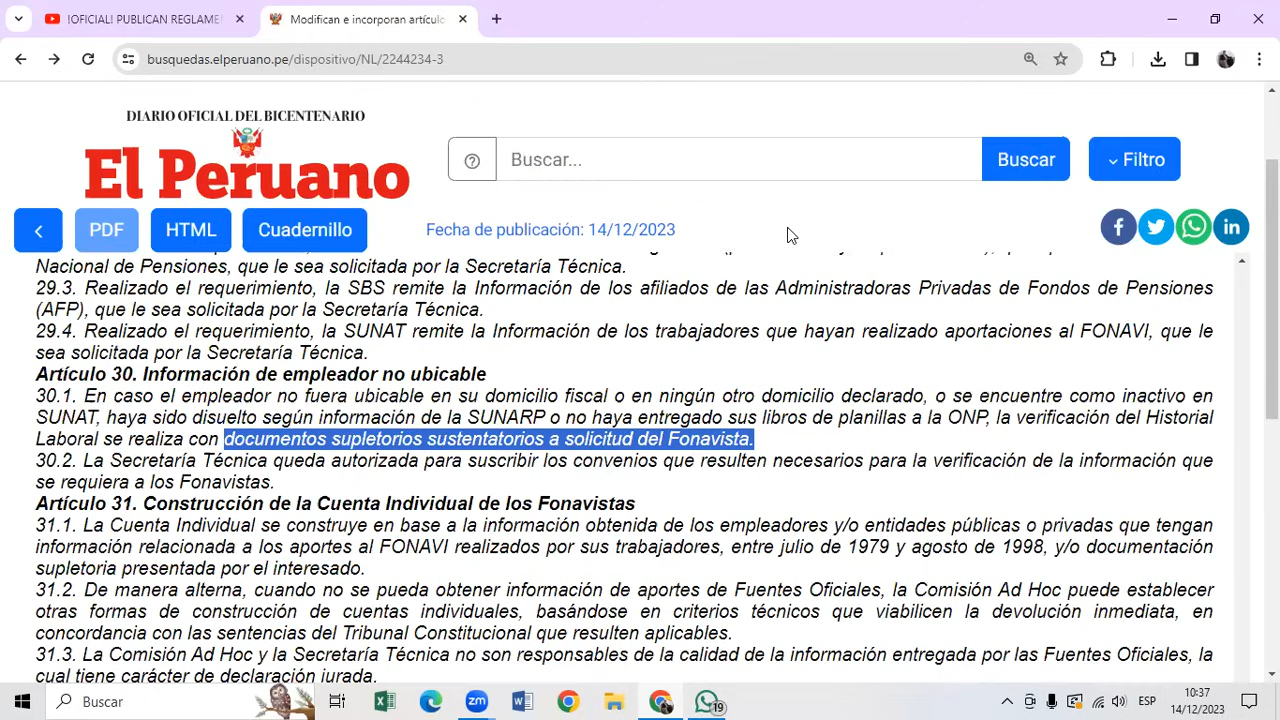 !OFICIAL! PUBLICAN REGLAME
Modifican e incorporan artículo
busquedas.elperuano.pe/dispositivo/NL/2244234-3
DIARIO OFICIAL DEL BICENTENARIO
El Peruano
Buscar...
Buscar
Filtro
PDF
HTML
Cuadernillo
Fecha de publicación: 14/12/2023
Nacional de Pensiones, que le sea solicitada por la Secretaría Técnica.
29.3. Realizado el requerimiento, la SBS remite la Información de los afiliados de las Administradoras Privadas de Fondos de Pensiones
(AFP), que le sea solicitada por la Secretaría Técnica.
29.4. Realizado el requerimiento, la SUNAT remite la Información de los trabajadores que hayan realizado aportaciones al FONAVI, que le
sea solicitada por la Secretaría Técnica.
Artículo 30. Información de empleador no ubicable
30.1. En caso el empleador no fuera ubicable en su domicilio fiscal o en ningún otro domicilio declarado, o se encuentre como inactivo en
SUNAT, haya sido disuelto según información de la SUNARP o no haya entregado sus libros de planillas a la ONP, la verificación del Historial
Laboral se realiza con documentos supletorios sustentatorios a solicitud del Fonavista.
30.2. La Secretaría Técnica queda autorizada para suscribir los convenios que resulten necesarios para la verificación de la información que
se requiera a los Fonavistas.
Artículo 31. Construcción de la Cuenta Individual de los Fonavistas
31.1. La Cuenta Individual se construye en base a la información obtenida de los empleadores y/o entidades públicas o privadas que tengan
información relacionada a los aportes al FONAVI realizados por sus trabajadores, entre julio de 1979 y agosto de 1998, y/o documentación
supletoria presentada por el interesado.
31.2. De manera alterna, cuando no se pueda obtener información de aportes de Fuentes Oficiales, la Comisión Ad Hoc puede establecer
otras formas de construcción de cuentas individuales, basándose en criterios técnicos que viabilicen la devolución inmediata, en
concordancia con las sentencias del Tribunal Constitucional que resulten aplicables.
31.3. La Comisión Ad Hoc y la Secretaría Técnica no son responsables de la calidad de la información entregada por las Fuentes Oficiales, la
cual tiene carácter de declaración jurada.
Buscar
19
ESP
10:37
14/12/2023